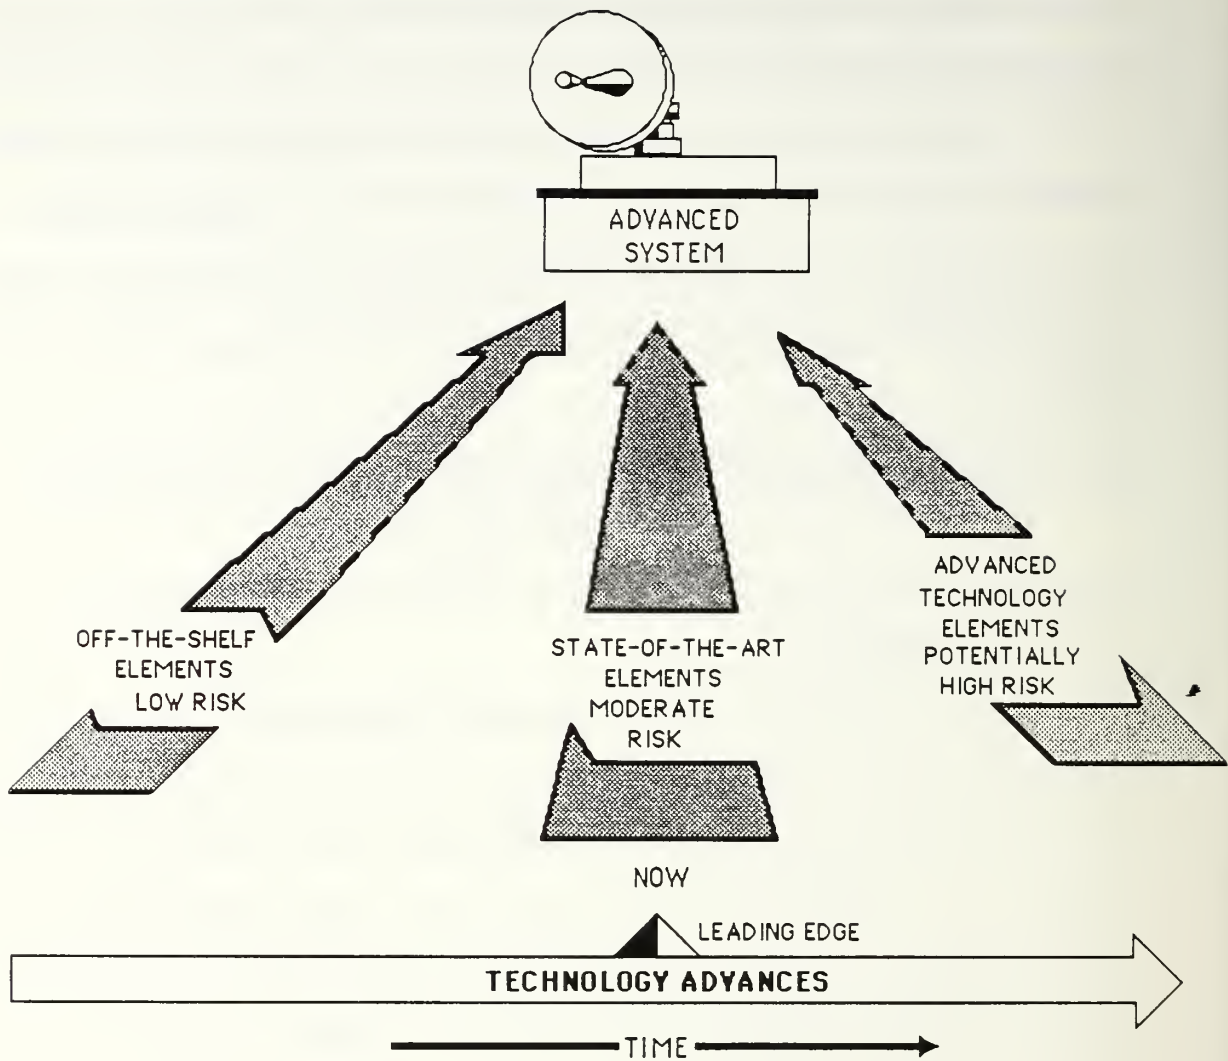 ADVANCED
SYSTEM
OFF-THE-SHELF
ELEMENTS
LOW RISK
STATE-OF-THE-ART
ELEMENTS
MODERATE
RISK
ADVANCED
TECHNOLOGY
ELEMENTS
POTENTIALLY
HIGH RISK
NOW
LEADING EDGE
TECHNOLOGY ADVANCES
TIME